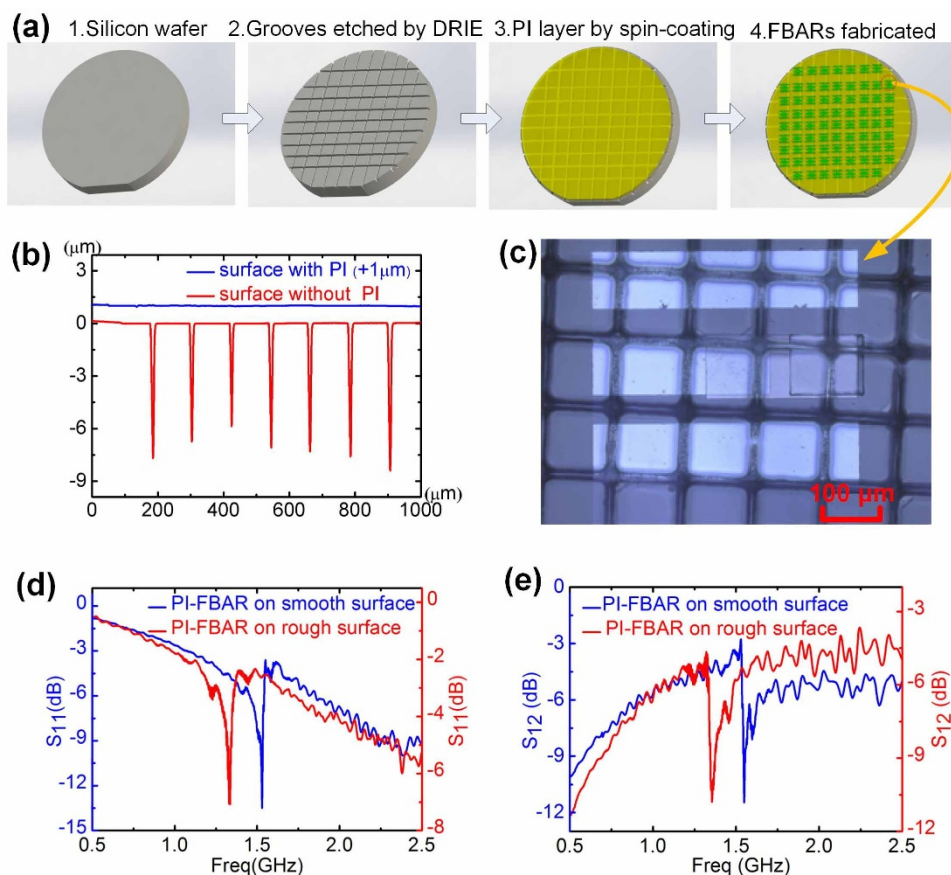 (a) 1.Silicon wafer 2.Grooves etched by DRIE 3.PI layer by spin-coating 4.FBARs fabricated
(b)
(μm)
surface with PI (+1μm)
surface without PI
3
0
-3
-6
-9
0 200 400 600 800 1000
(μm)
(c)
100 μm
(d)
PI-FBAR on smooth surface
PI-FBAR on rough surface
S11(dB)
0
-3
-6
-9
-12
-15
0
-2
-4
-6
-8
S11(dB)
0.5 1.0 1.5 2.0 2.5
Freq(GHz)
(e)
PI-FBAR on smooth surface
PI-FBAR on rough surface
S12 (dB)
0
-3
-6
-9
-12
-3
-6
-9
-12
S12 (dB)
0.5 1.0 1.5 2.0 2.5
Freq (GHz)